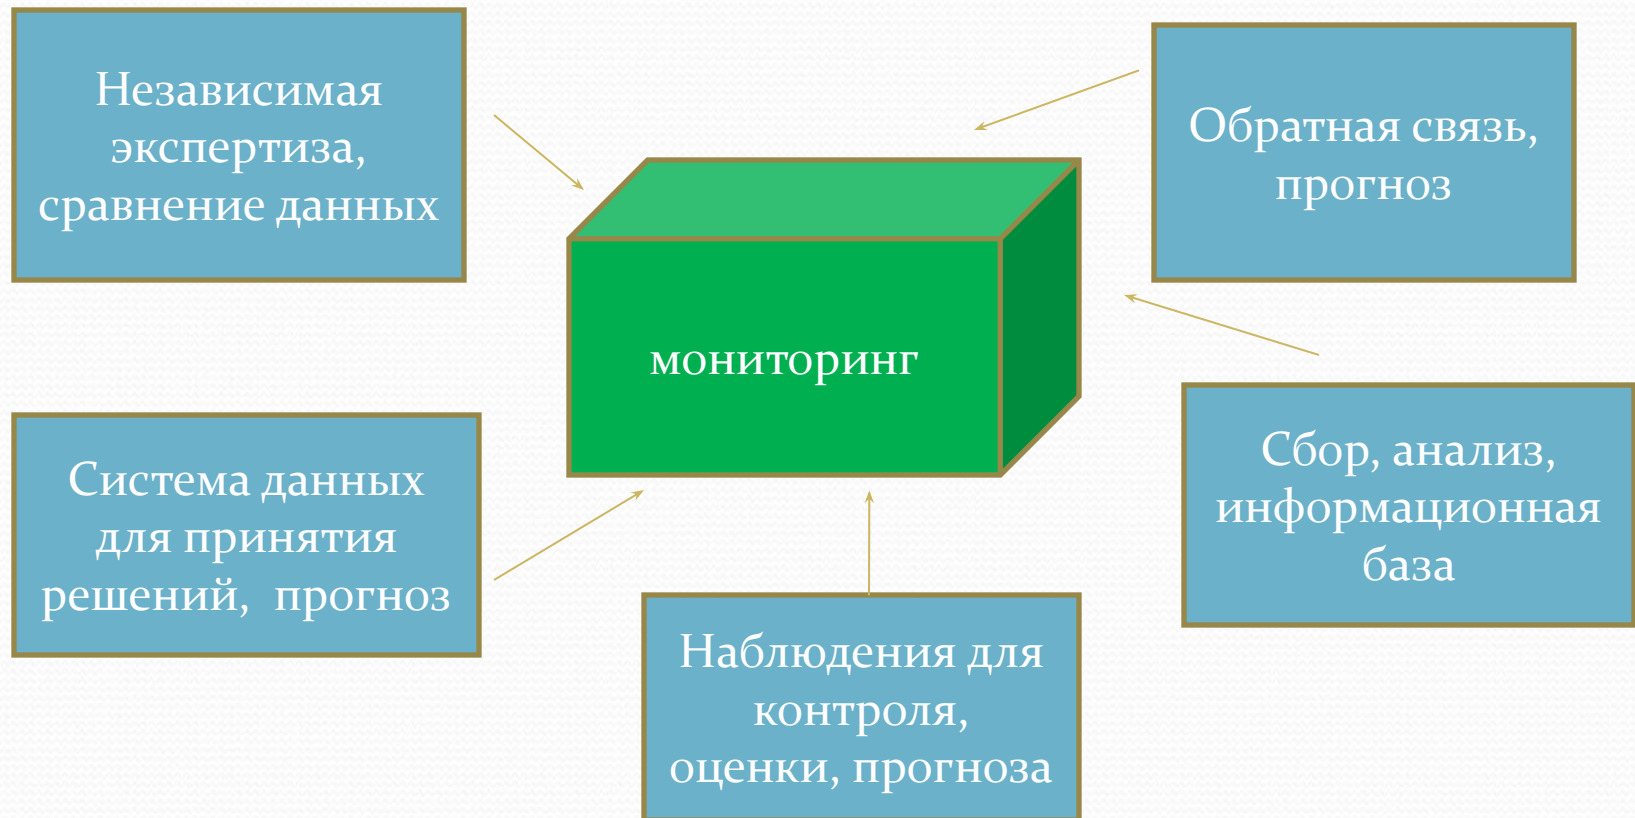 Независимая
экспертиза,
сравнение данных
Обратная связь,
прогноз
мониторинг
Система данных
для принятия
решений,  прогноз
Сбор, анализ,
информационная
база
Наблюдения для
контроля,
оценки, прогноза